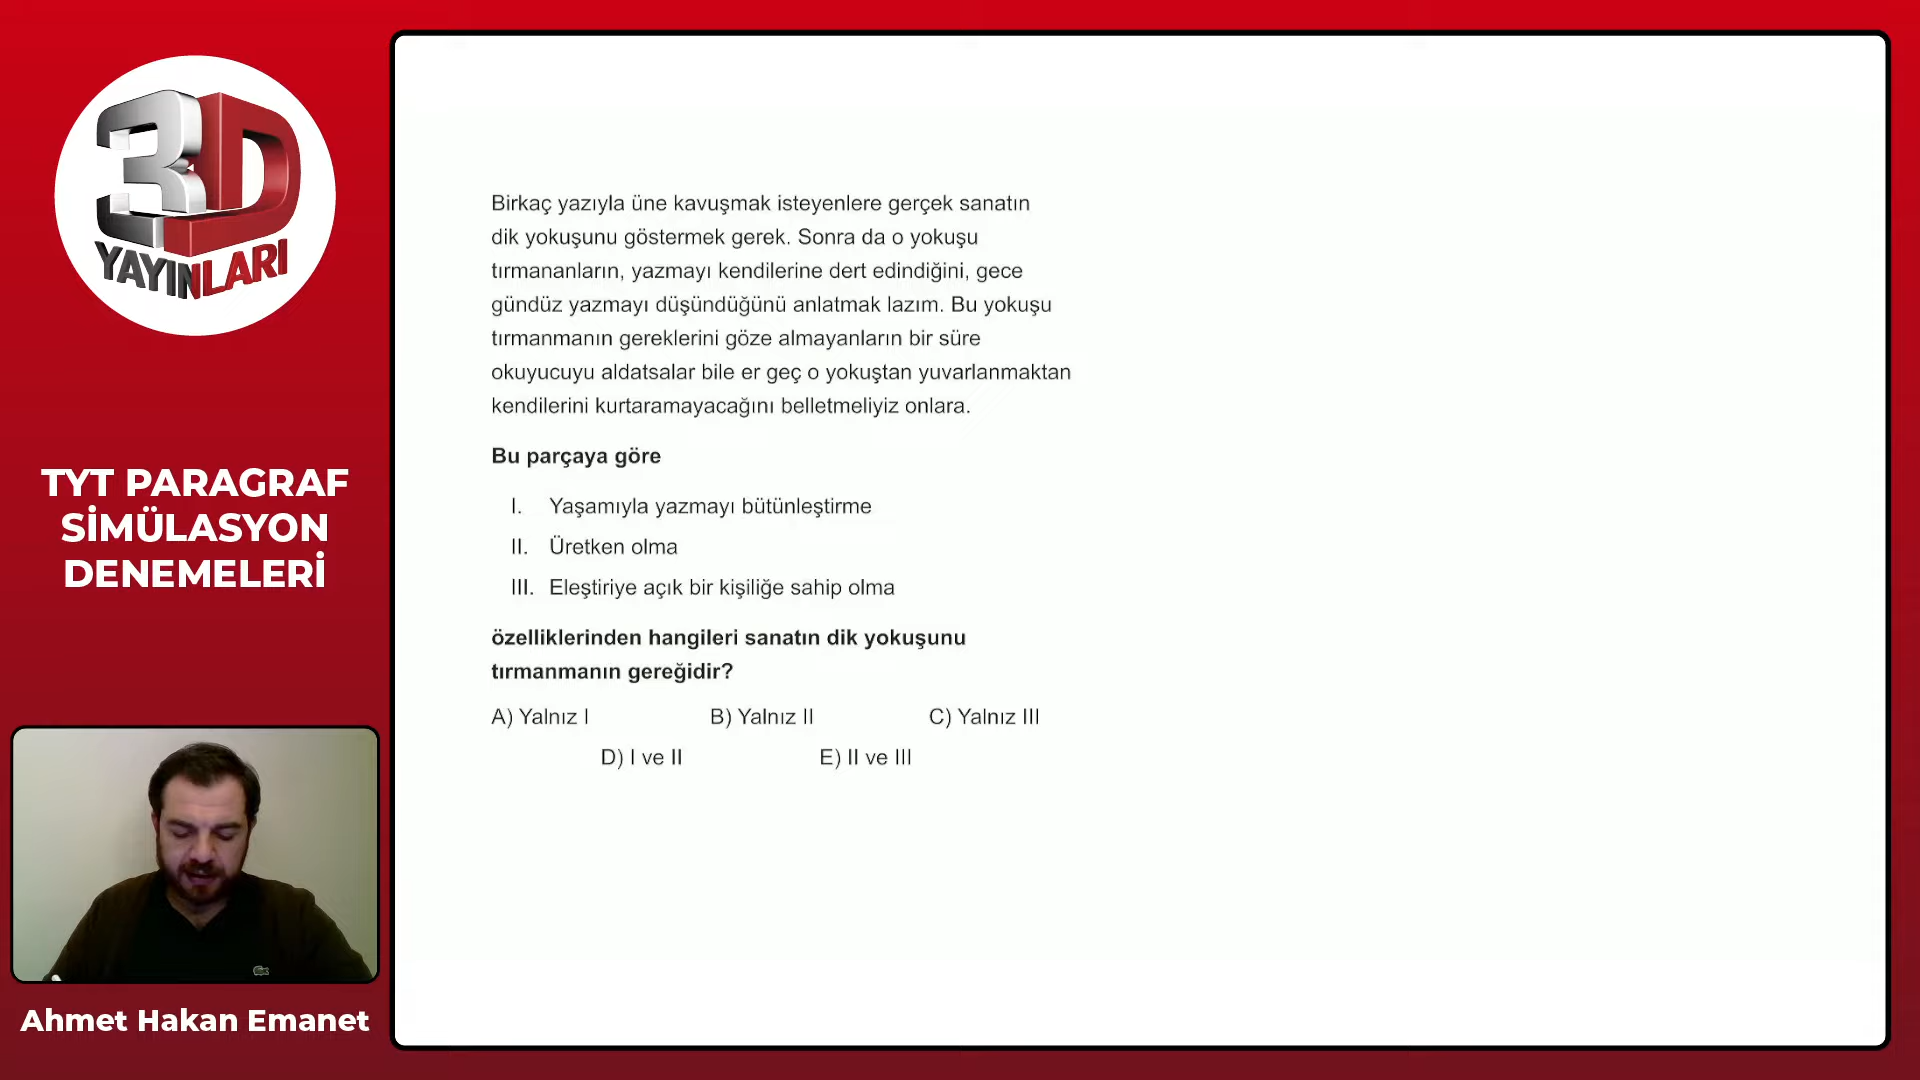 3D
YAYINLARI
TYT PARAGRAF
SİMÜLASYON
DENEMELERİ
Ahmet Hakan Emanet
Birkaç yazıyla üne kavuşmak isteyenlere gerçek sanatın
dik yokuşunu göstermek gerek. Sonra da o yokuşu
tırmananların, yazmayı kendilerine dert edindiğini, gece
gündüz yazmayı düşündüğünü anlatmak lazım. Bu yokuşu
tırmanmanın gereklerini göze almayanların bir süre
okuyucuyu aldatsalar bile er geç o yokuştan yuvarlanmaktan
kendilerini kurtaramayacağını belletmeliyiz onlara.
Bu parçaya göre
I. Yaşamıyla yazmayı bütünleştirme
II. Üretken olma
III. Eleştiriye açık bir kişiliğe sahip olma
özelliklerinden hangileri sanatın dik yokuşunu
tırmanmanın gereğidir?
A) Yalnız I B) Yalnız II C) Yalnız III
D) I ve II E) II ve III